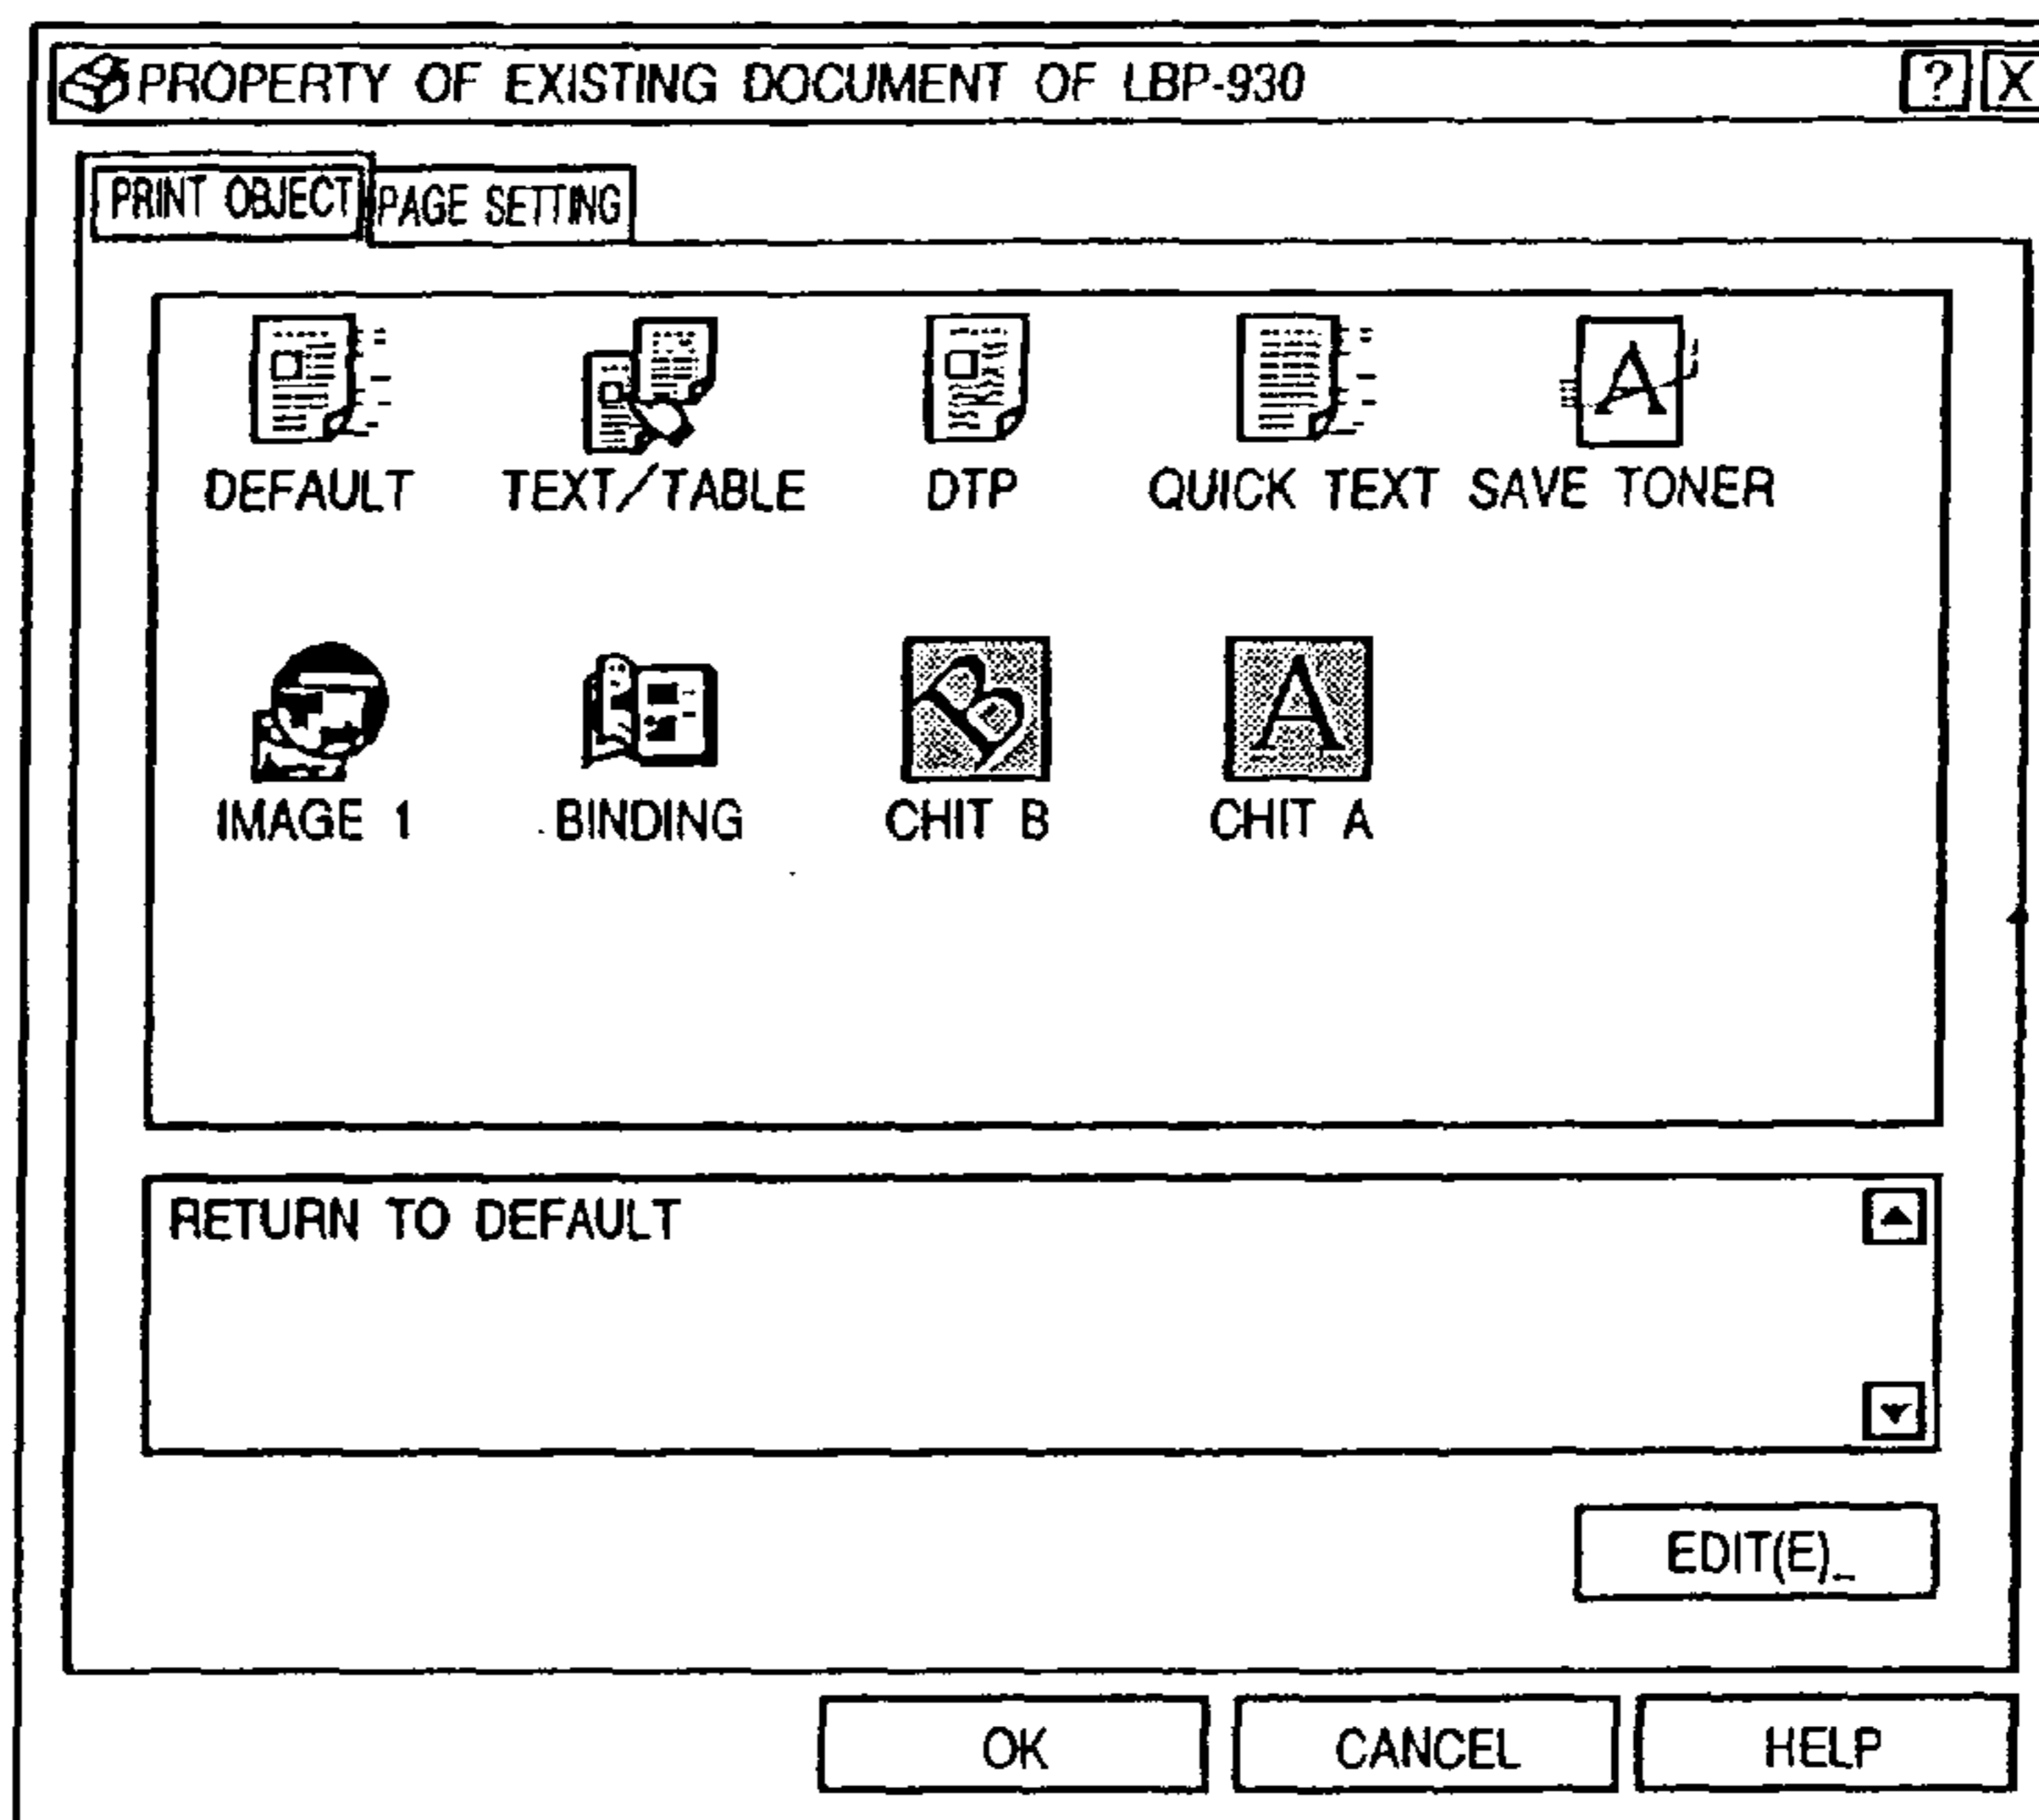 PROPERTY OF EXISTING DOCUMENT OF LBP-930 ? X
PRINT OBJECT PAGE SETTING
A
DEFAULT TEXT/TABLE DTP QUICK TEXT SAVE TONER
B A
IMAGE 1 BINDING CHIT B CHIT A
RETURN TO DEFAULT
EDIT(E)...
OK CANCEL HELP